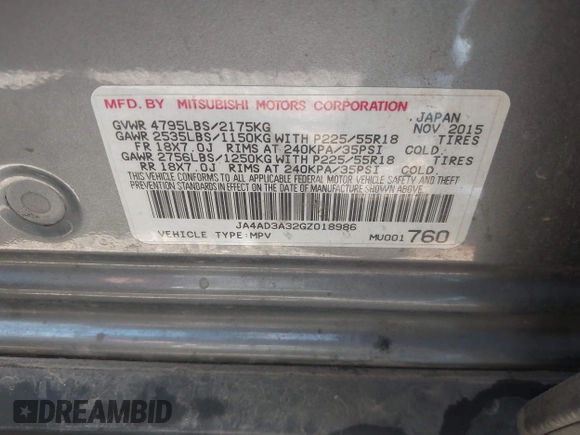 MFD. BY MITSUBISHI MOTORS CORPORATION JAPAN
GVWR 4795LBS/2175KG NOV 2015
GAWR 2535LBS/1150KG WITH P225/55R18 TIRES
FR 18X7.0J RIMS AT 240KPA/35PSI COLD.
GAWR 2756LBS/1250KG WITH P225/55R18 TIRES
RR 18X7.0J RIMS AT 240KPA/35PSI COLD.
THIS VEHICLE CONFORMS TO ALL APPLICABLE FEDERAL MOTOR VEHICLE SAFETY AND THEFT
PREVENTION STANDARDS IN EFFECT ON THE DATE OF MANUFACTURE SHOWN ABOVE.
JA4AD3A32GZ018986
VEHICLE TYPE:MPV MU001 760
DREAMBID